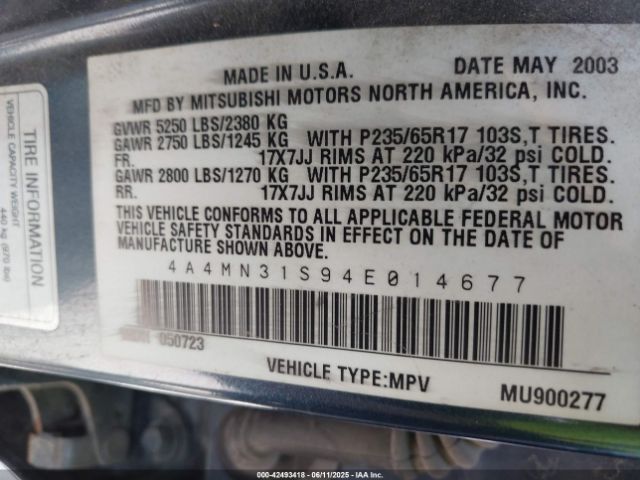 MADE IN U.S.A. DATE MAY 2003
MFD BY MITSUBISHI MOTORS NORTH AMERICA, INC.
GVWR 5250 LBS/2380 KG
GAWR 2750 LBS/1245 KG WITH P235/65R17 103S,T TIRES.
FR. 17X7JJ RIMS AT 220 kPa/32 psi COLD.
GAWR 2800 LBS/1270 KG WITH P235/65R17 103S,T TIRES.
RR. 17X7JJ RIMS AT 220 kPa/32 psi COLD.
THIS VEHICLE CONFORMS TO ALL APPLICABLE FEDERAL MOTOR
VEHICLE SAFETY STANDARDS IN EFFECT ON THE DATE OF
MANUFACTURE SHOWN ABOVE.
4A4MN31S94E014677
050723
VEHICLE TYPE:MPV
MU900277
TIRE INFORMATION
VEHICLE CAPACITY WEIGHT
440 kg (970 lbs)
000-42493418 - 06/11/2025 - IAA Inc.